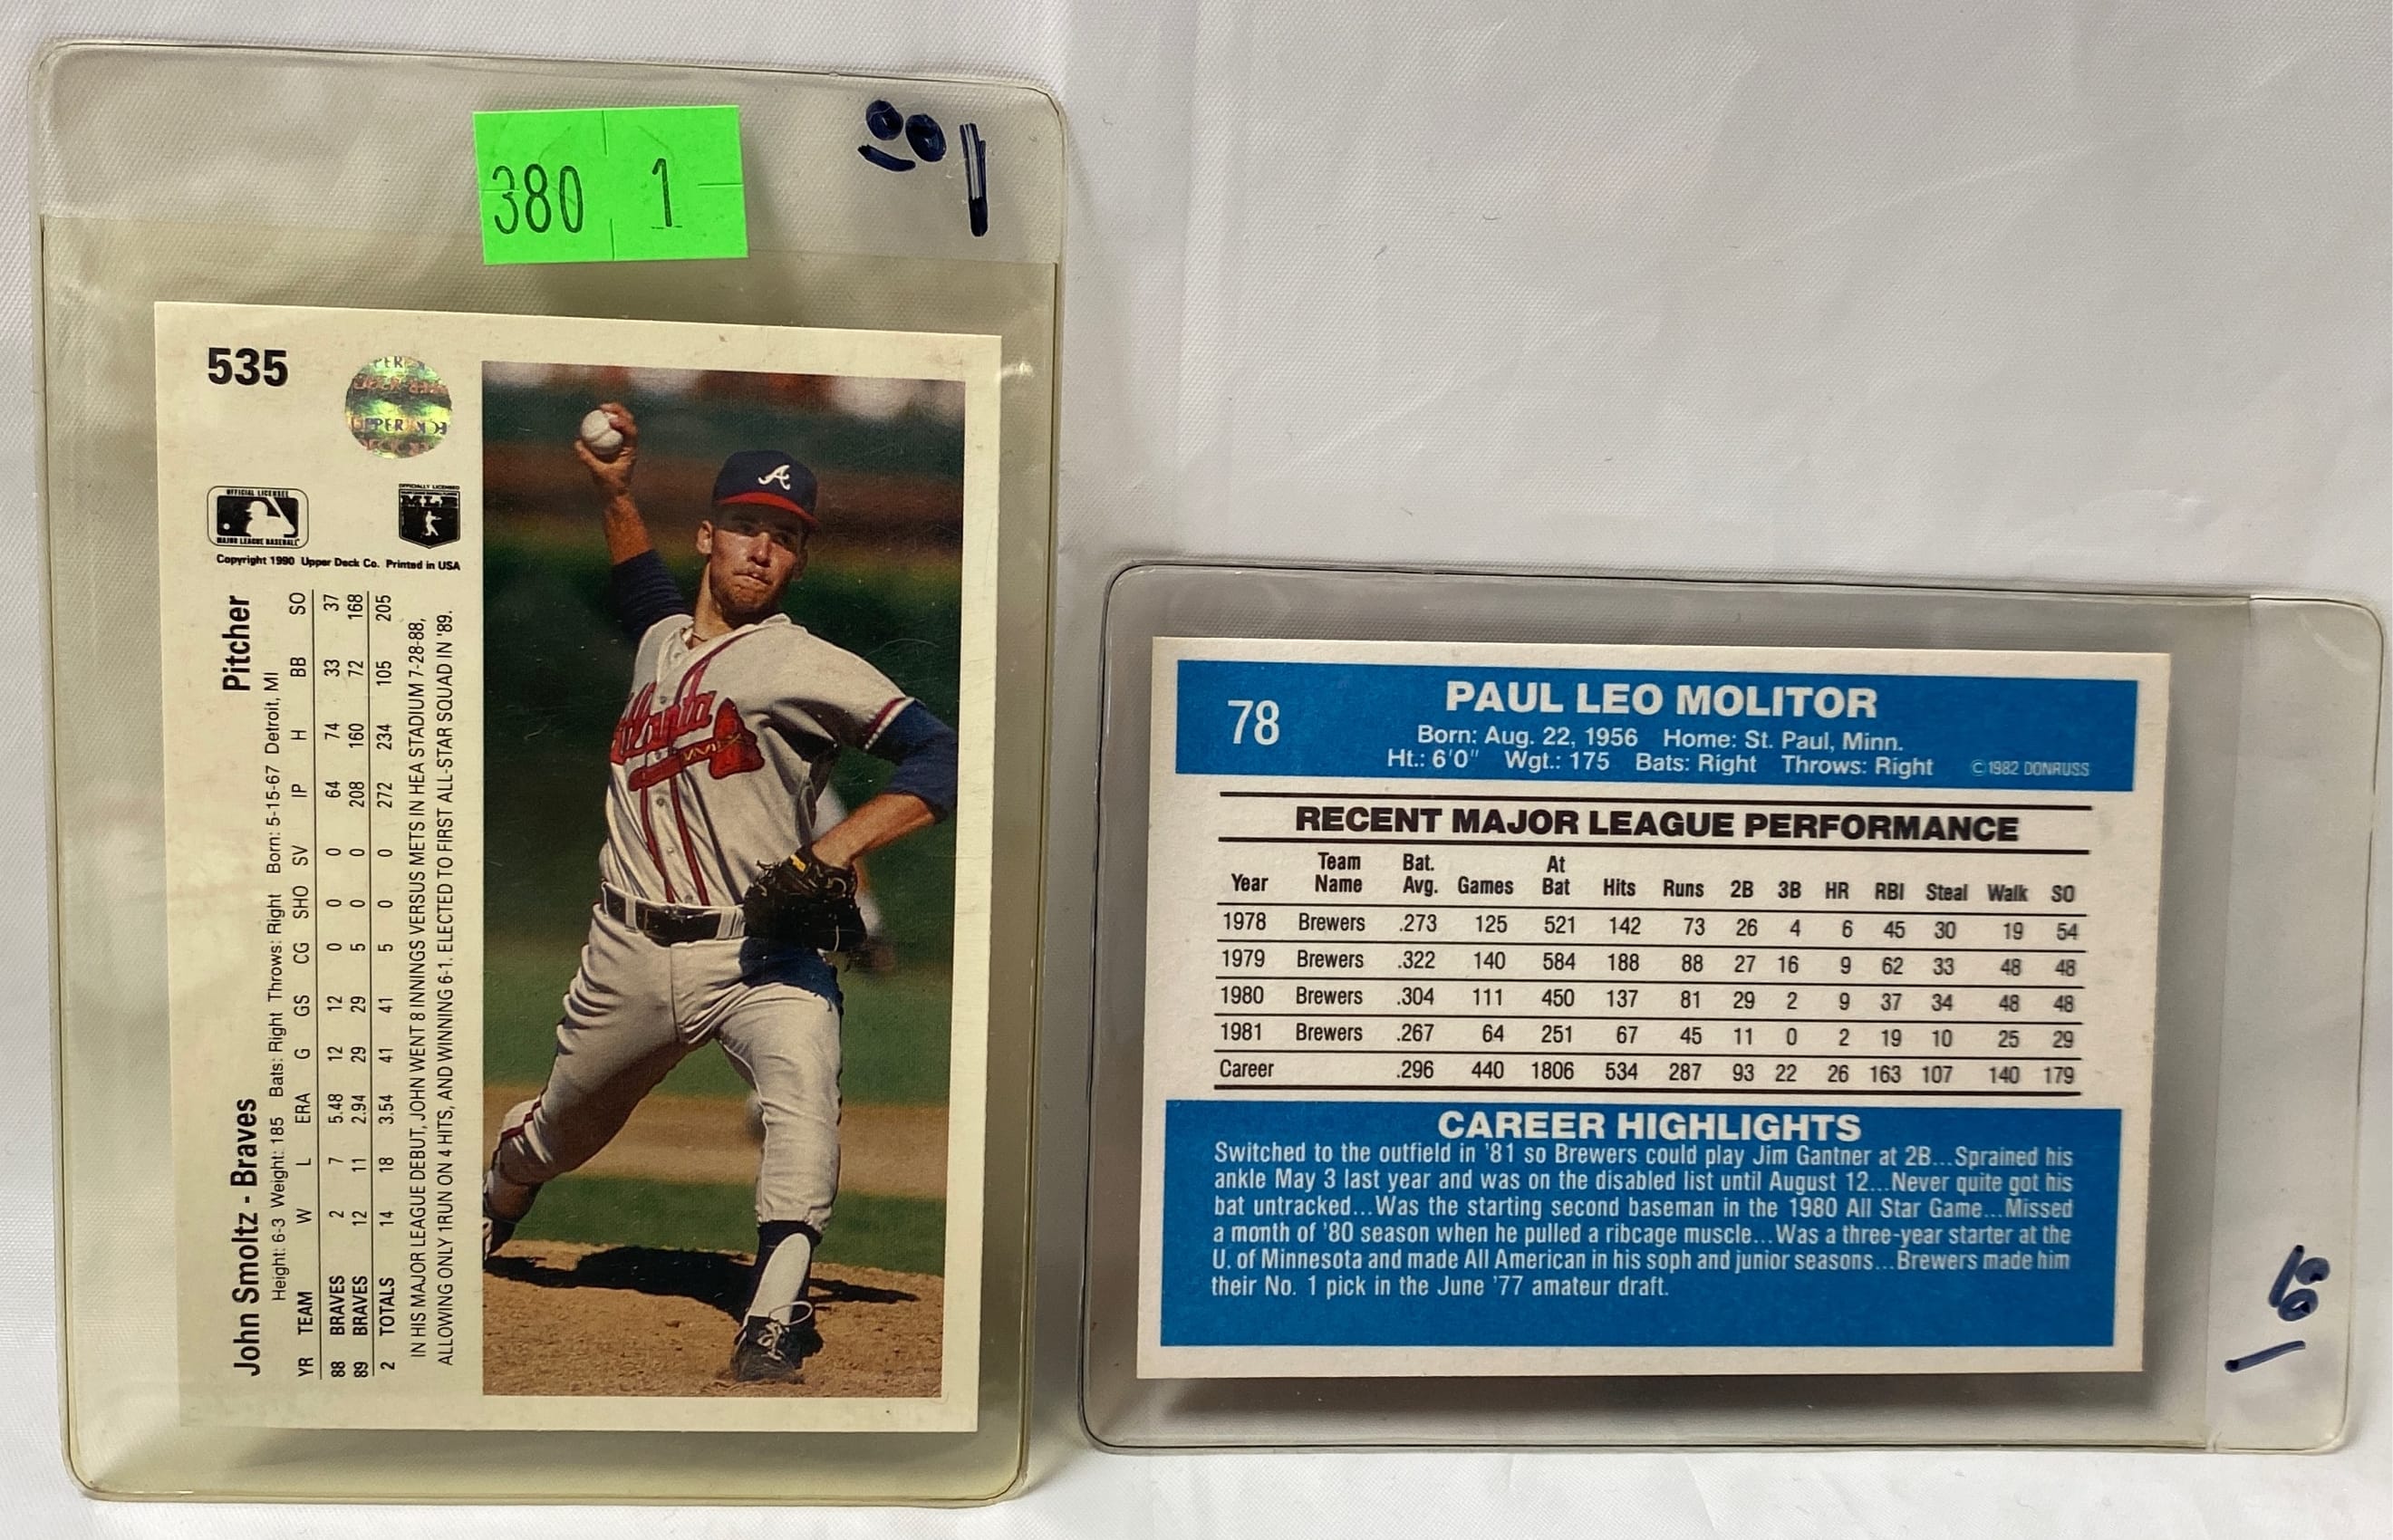 380 1
100
535
OFFICIAL LICENSEE
MAJOR LEAGUE BASEBALL
OFFICIALLY LICENSED
MLB
Copyright 1990 Upper Deck Co. Printed in USA
John Smoltz - Braves Pitcher
Height: 6-3 Weight: 185 Bats: Right Throws: Right Born: 5-15-67 Detroit, MI
YR TEAM W L ERA G GS CG SHO SV IP H BB SO
88 BRAVES 2 7 5.48 12 12 0 0 0 64 74 33 37
89 BRAVES 12 11 2.94 29 29 5 0 0 208 160 72 168
2 TOTALS 14 18 3.54 41 41 5 0 0 272 234 105 205
IN HIS MAJOR LEAGUE DEBUT, JOHN WENT 8 INNINGS VERSUS METS IN HEA STADIUM 7-28-88,
ALLOWING ONLY 1RUN ON 4 HITS, AND WINNING 6-1. ELECTED TO FIRST ALL-STAR SQUAD IN '89.
A
Atlanta
78
PAUL LEO MOLITOR
Born: Aug. 22, 1956 Home: St. Paul, Minn.
Ht.: 6'0" Wgt.: 175 Bats: Right Throws: Right © 1982 DONRUSS
RECENT MAJOR LEAGUE PERFORMANCE
Year Team Name Bat. Avg. Games At Bat Hits Runs 2B 3B HR RBI Steal Walk SO
1978 Brewers .273 125 521 142 73 26 4 6 45 30 19 54
1979 Brewers .322 140 584 188 88 27 16 9 62 33 48 48
1980 Brewers .304 111 450 137 81 29 2 9 37 34 48 48
1981 Brewers .267 64 251 67 45 11 0 2 19 10 25 29
Career .296 440 1806 534 287 93 22 26 163 107 140 179
CAREER HIGHLIGHTS
Switched to the outfield in '81 so Brewers could play Jim Gantner at 2B...Sprained his
ankle May 3 last year and was on the disabled list until August 12...Never quite got his
bat untracked...Was the starting second baseman in the 1980 All Star Game...Missed
a month of '80 season when he pulled a ribcage muscle...Was a three-year starter at the
U. of Minnesota and made All American in his soph and junior seasons...Brewers made him
their No. 1 pick in the June '77 amateur draft.
100